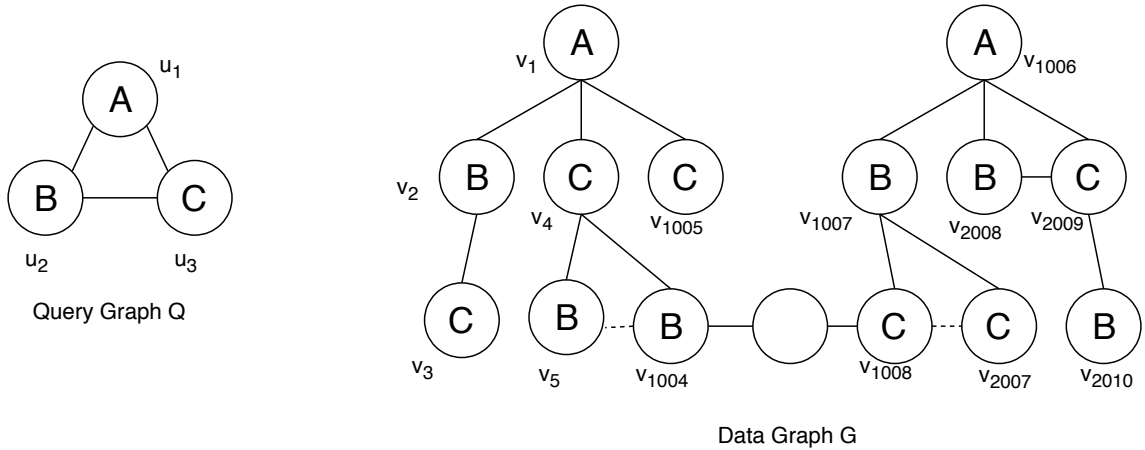 A
u1
B
C
u2
u3
Query Graph Q
A
v1
A
v1006
B
C
C
B
B
C
v2
v4
v1005
v1007
v2008
v2009
C
B
B
C
C
B
v3
v5
v1004
v1008
v2007
v2010
Data Graph G